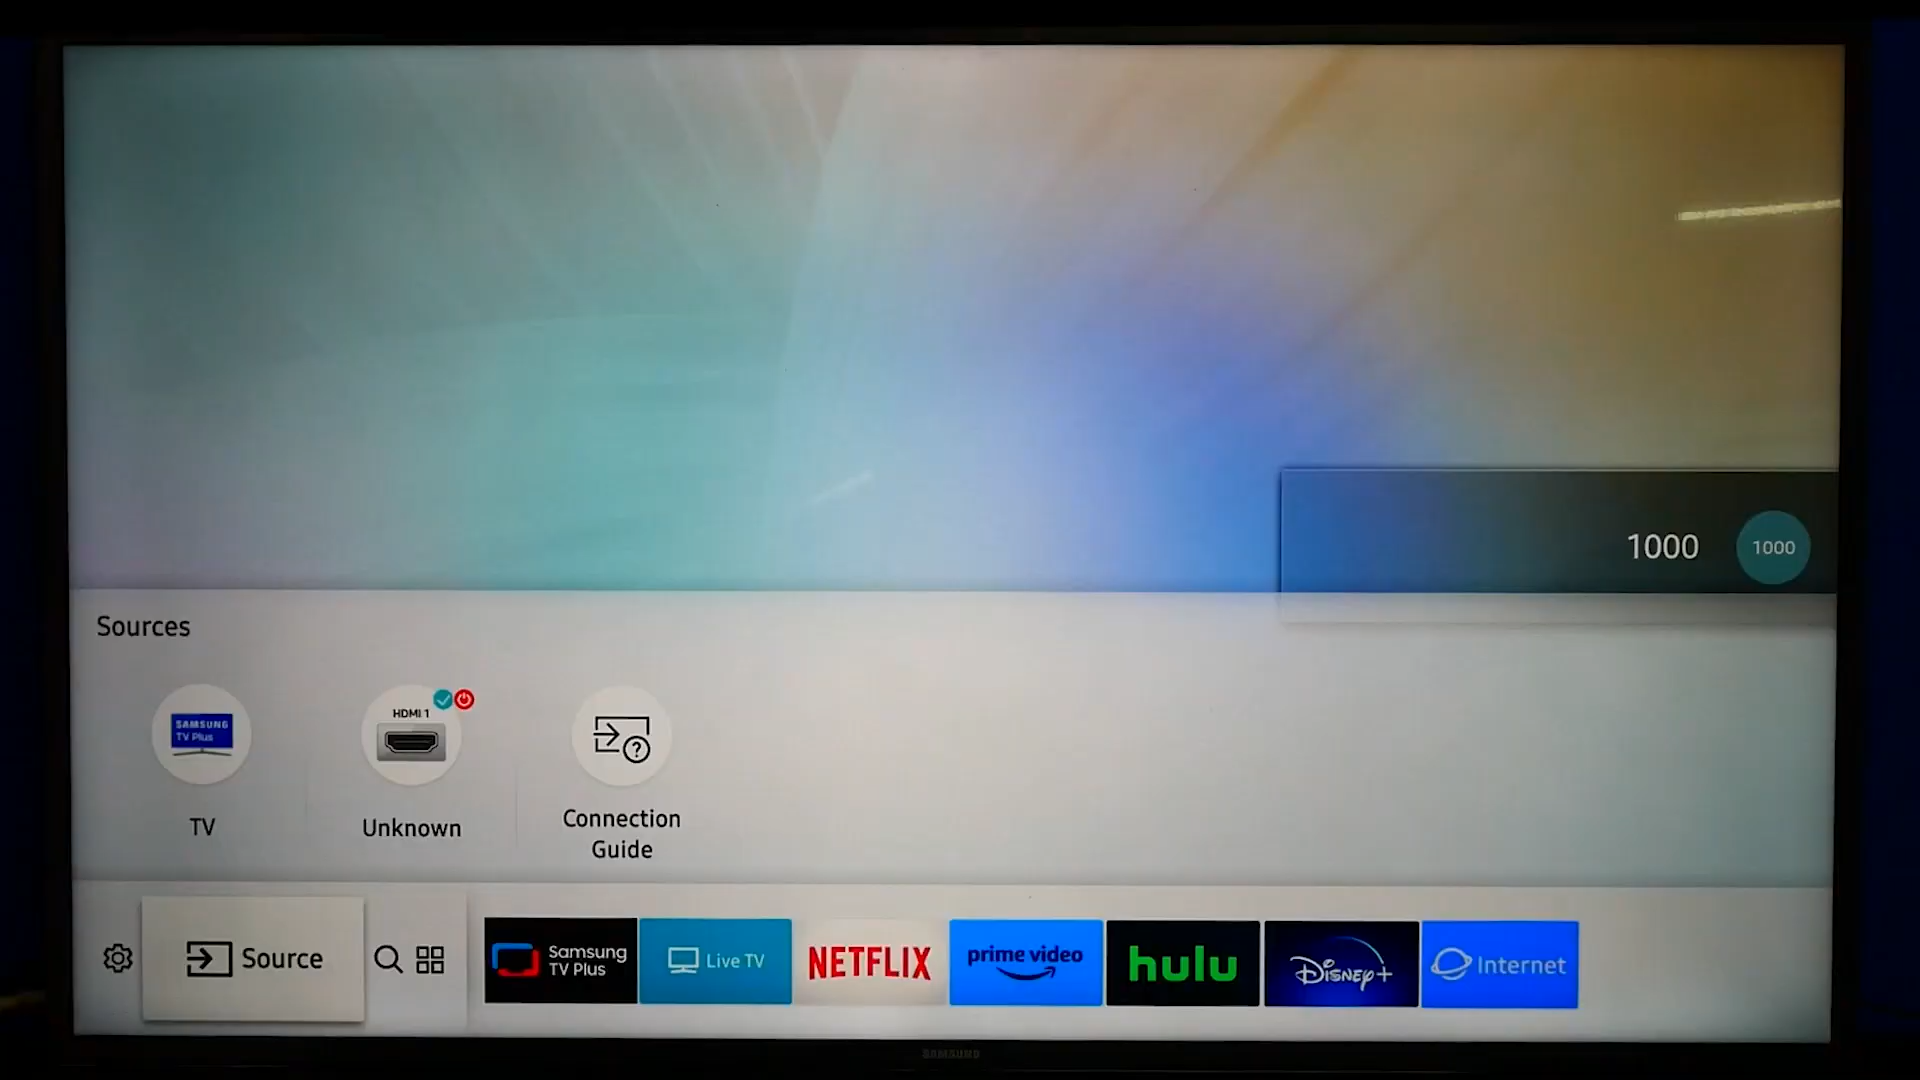 1000
1000
Sources
SAMSUNG
TV Plus
HDMI 1
TV
Unknown
Connection
Guide
Source
Samsung
TV Plus
Live TV
NETFLIX
prime video
hulu
Disney+
Internet
SAMSUNG